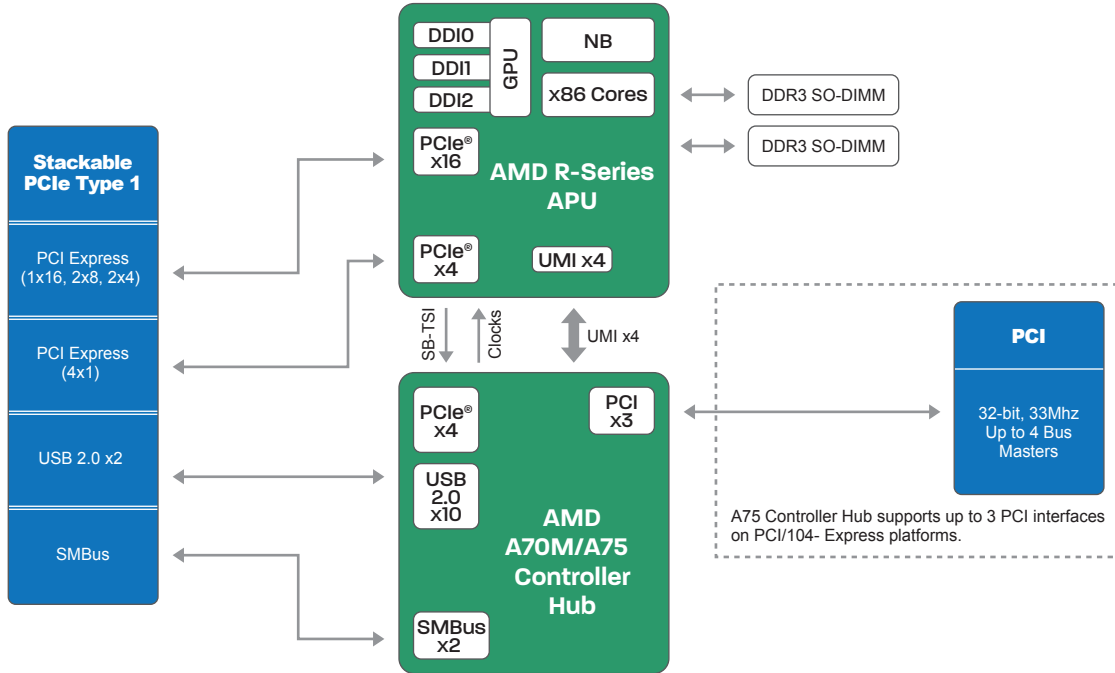 Stackable
PCIe Type 1
PCI Express
(1x16, 2x8, 2x4)
PCI Express
(4x1)
USB 2.0 x2
SMBus
DDI0
DDI1
DDI2
GPU
NB
x86 Cores
PCIe®
x16
AMD R-Series
APU
PCIe®
x4
UMI x4
DDR3 SO-DIMM
DDR3 SO-DIMM
SB-TSI
Clocks
UMI x4
PCIe®
x4
PCI
x3
USB
2.0
x10
AMD
A70M/A75
Controller
Hub
SMBus
x2
PCI
32-bit, 33Mhz
Up to 4 Bus
Masters
A75 Controller Hub supports up to 3 PCI interfaces
on PCI/104- Express platforms.